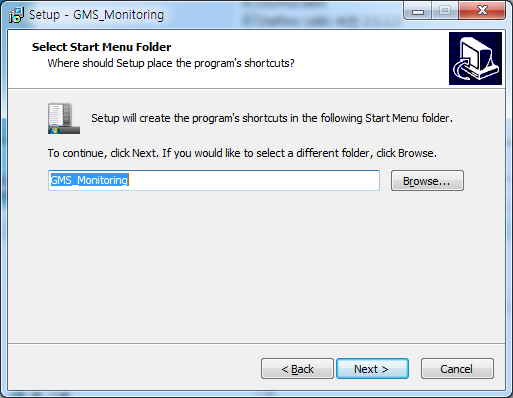 Setup - GMS_Monitoring
Select Start Menu Folder
Where should Setup place the program's shortcuts?
Setup will create the program's shortcuts in the following Start Menu folder.
To continue, click Next. If you would like to select a different folder, click Browse.
GMS_Monitoring
Browse...
< Back
Next >
Cancel